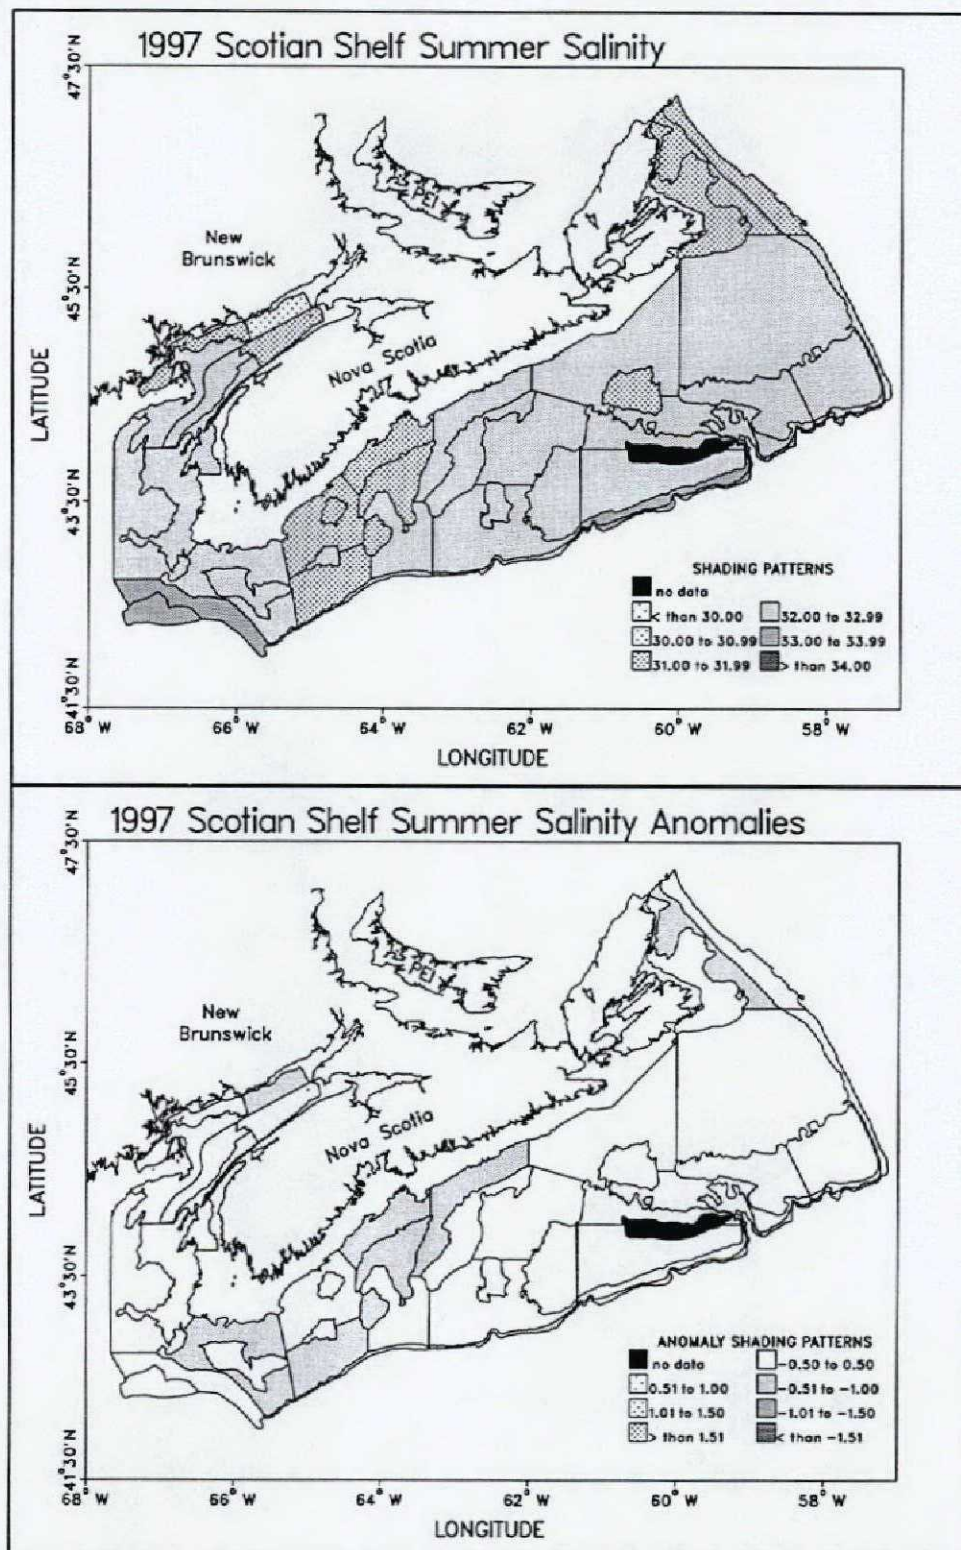 1997 Scotian Shelf Summer Salinity
47°30'N
45°30'N
43°30'N
41°30'N
LATITUDE
PEI
New
Brunswick
Nova Scotia
SHADING PATTERNS
no data
< than 30.00
30.00 to 30.99
31.00 to 31.99
32.00 to 32.99
33.00 to 33.99
> than 34.00
68° W
66° W
64° W
62° W
60° W
58° W
LONGITUDE
1997 Scotian Shelf Summer Salinity Anomalies
47°30'N
45°30'N
43°30'N
41°30'N
LATITUDE
PEI
New
Brunswick
Nova Scotia
ANOMALY SHADING PATTERNS
no data
0.51 to 1.00
1.01 to 1.50
> than 1.51
-0.50 to 0.50
-0.51 to -1.00
-1.01 to -1.50
< than -1.51
68° W
66° W
64° W
62° W
60° W
58° W
LONGITUDE